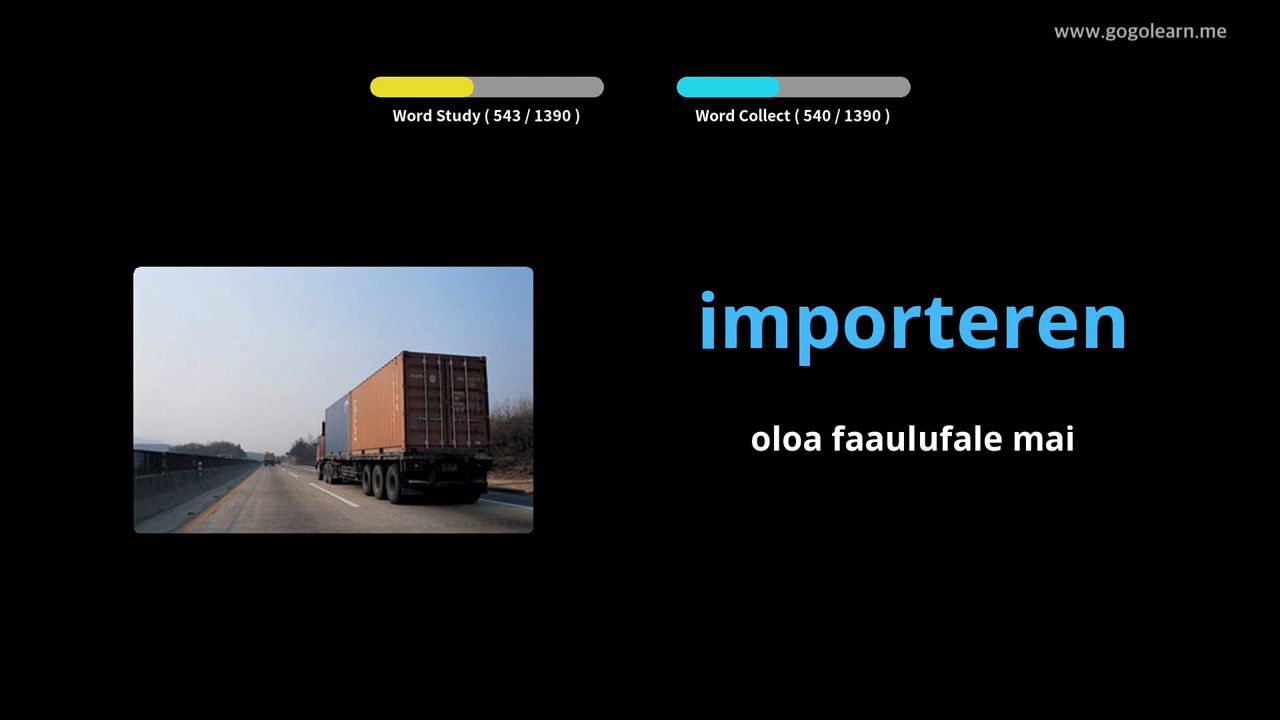 www.gogolearn.me
Word Study ( 543 / 1390 )
Word Collect ( 540 / 1390 )
importeren
oloa faaulufale mai